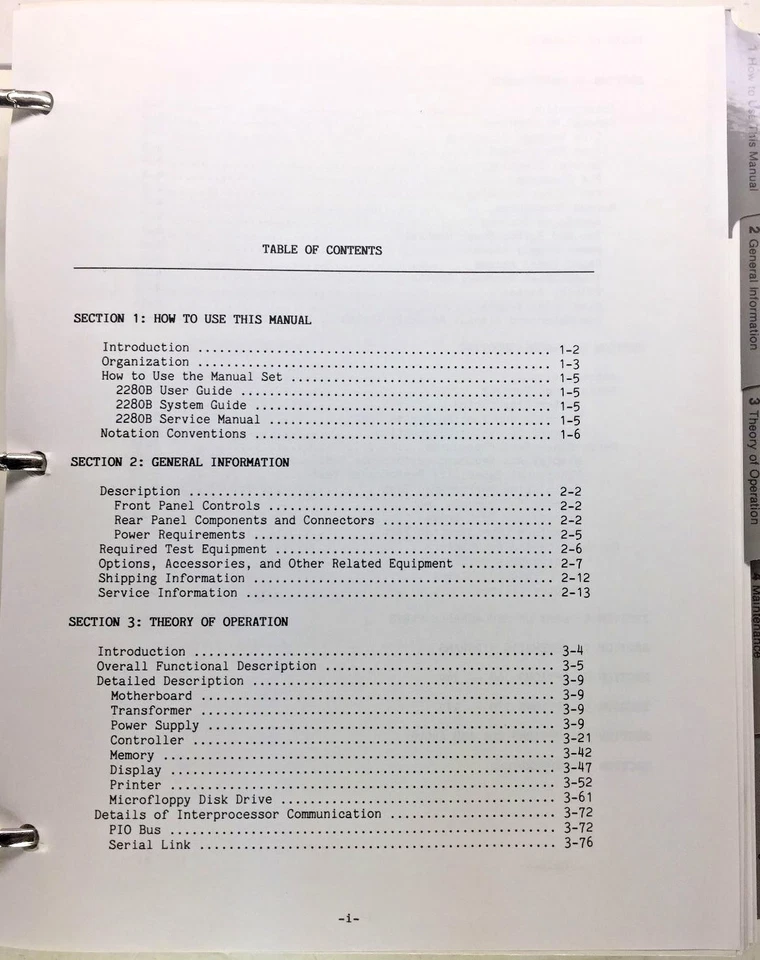 TABLE OF CONTENTS
SECTION 1: HOW TO USE THIS MANUAL
Introduction ................................................. 1-2
Organization ................................................. 1-3
How to Use the Manual Set .................................... 1-5
2280B User Guide ........................................... 1-5
2280B System Guide ......................................... 1-5
2280B Service Manual ....................................... 1-5
Notation Conventions ......................................... 1-6
SECTION 2: GENERAL INFORMATION
Description .................................................. 2-2
Front Panel Controls ....................................... 2-2
Rear Panel Components and Connectors ....................... 2-2
Power Requirements ......................................... 2-5
Required Test Equipment ...................................... 2-6
Options, Accessories, and Other Related Equipment ............. 2-7
Shipping Information ......................................... 2-12
Service Information .......................................... 2-13
SECTION 3: THEORY OF OPERATION
Introduction ................................................. 3-4
Overall Functional Description ............................... 3-5
Detailed Description ......................................... 3-9
Motherboard ................................................ 3-9
Transformer ................................................ 3-9
Power Supply ............................................... 3-9
Controller ................................................. 3-21
Memory ..................................................... 3-42
Display .................................................... 3-47
Printer .................................................... 3-52
Microfloppy Disk Drive ..................................... 3-61
Details of Interprocessor Communication ...................... 3-72
PIO Bus .................................................... 3-72
Serial Link ................................................ 3-76
-i-
1 How to Use This Manual
2 General Information
3 Theory of Operation
4 Maintenance